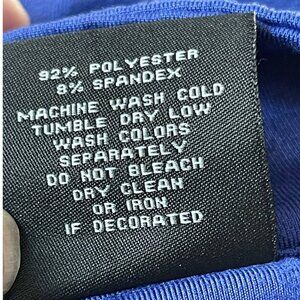 92% POLYESTER
8% SPANDEX
MACHINE WASH COLD
TUMBLE DRY LOW
WASH COLORS
SEPARATELY
DO NOT BLEACH
DRY CLEAN
OR IRON
IF DECORATED